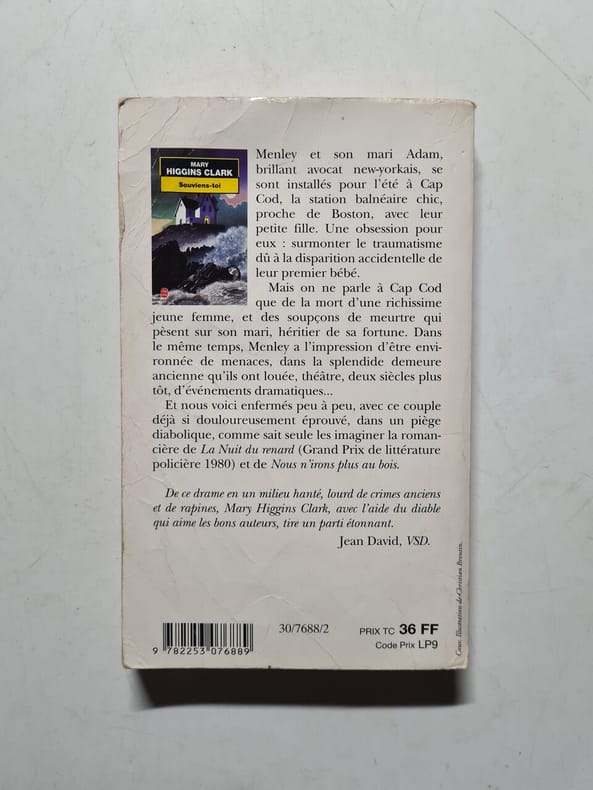 MARY
HIGGINS CLARK
Souviens-toi
Menley et son mari Adam,
brillant avocat new-yorkais, se
sont installés pour l'été à Cap
Cod, la station balnéaire chic,
proche de Boston, avec leur
petite fille. Une obsession pour
eux : surmonter le traumatisme
dû à la disparition accidentelle de
leur premier bébé.
Mais on ne parle à Cap Cod
que de la mort d'une richissime
jeune femme, et des soupçons de meurtre qui
pèsent sur son mari, héritier de sa fortune. Dans
le même temps, Menley a l'impression d'être envi-
ronnée de menaces, dans la splendide demeure
ancienne qu'ils ont louée, théâtre, deux siècles plus
tôt, d'événements dramatiques...
Et nous voici enfermés peu à peu, avec ce couple
déjà si douloureusement éprouvé, dans un piège
diabolique, comme sait seule les imaginer la roman-
cière de La Nuit du renard (Grand Prix de littérature
policière 1980) et de Nous n'irons plus au bois.
De ce drame en un milieu hanté, lourd de crimes anciens
et de rapines, Mary Higgins Clark, avec l'aide du diable
qui aime les bons auteurs, tire un parti étonnant.
Jean David, VSD.
Couv. Illustration de Christian Broutin.
30/7688/2
PRIX TC 36 FF
Code Prix LP9
9 782253 076889